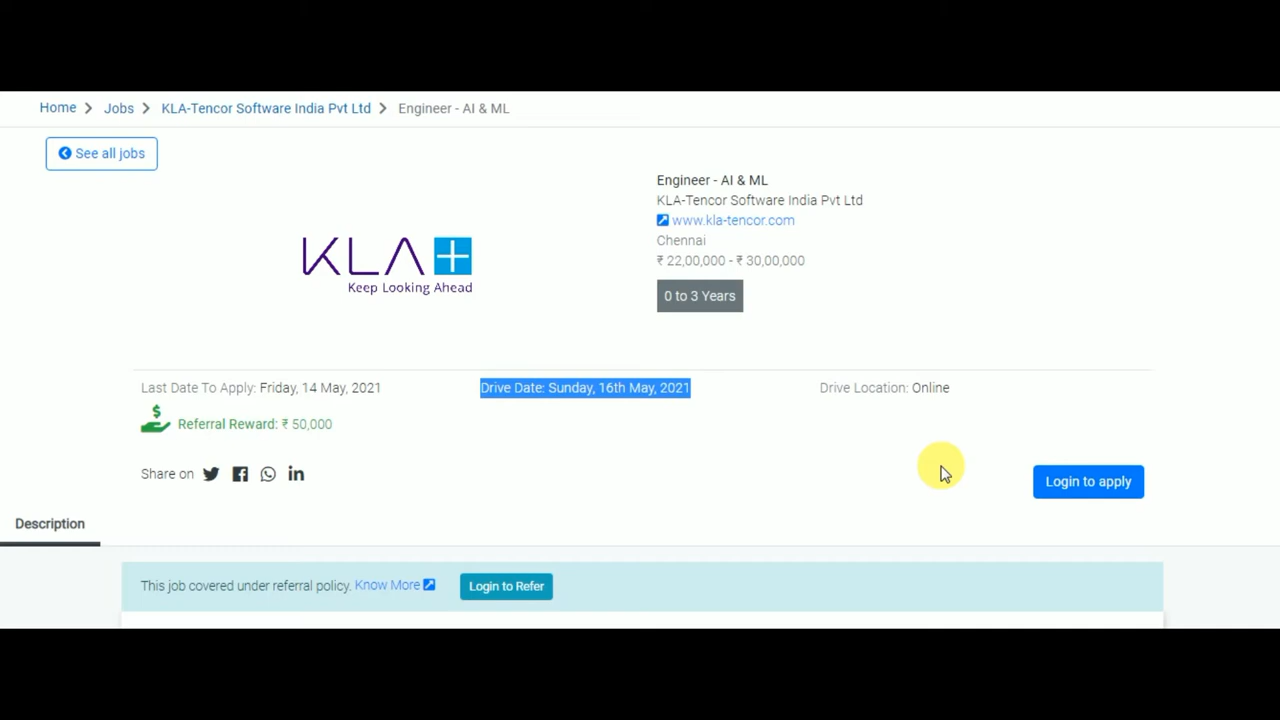 Home > Jobs > KLA-Tencor Software India Pvt Ltd > Engineer - AI & ML
See all jobs
KLA+
Keep Looking Ahead
Engineer - AI & ML
KLA-Tencor Software India Pvt Ltd
www.kla-tencor.com
Chennai
₹ 22,00,000 - ₹ 30,00,000
0 to 3 Years
Last Date To Apply: Friday, 14 May, 2021 Drive Date: Sunday, 16th May, 2021 Drive Location: Online
Referral Reward: ₹ 50,000
Share on
Login to apply
Description
This job covered under referral policy. Know More Login to Refer